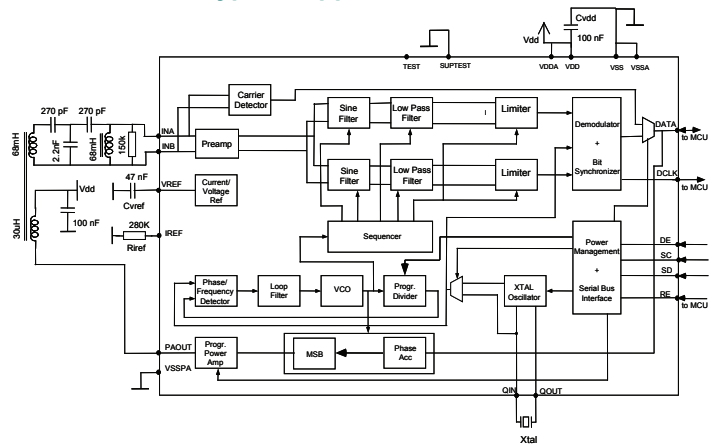 Cvdd
Vdd
100 nF
TEST
SUPTEST
VDDA
VDD
VSS
VSSA
270 pF
270 pF
68mH
2.2nF
68mH
150k
INA
INB
Carrier
Detector
Preamp
Sine
Filter
Low Pass
Filter
I
Limiter
Sine
Filter
Low Pass
Filter
Limiter
Demodulator
+
Bit
Synchronizer
DATA
to MCU
DCLK
to MCU
Vdd
47 nF
Cvref
VREF
Current/
Voltage
Ref
30uH
100 nF
280K
Riref
IREF
Sequencer
Power
Management
+
Serial Bus
Interface
DE
SC
SD
RE
to MCU
Phase/
Frequency
Detector
Loop
Filter
VCO
Progr.
Divider
XTAL
Oscillator
PAOUT
Progr.
Power
Amp
MSB
Phase
Acc
VSSPA
QIN
QOUT
Xtal